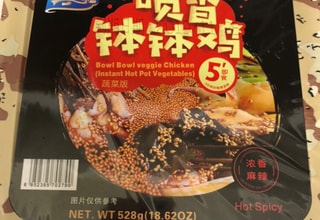 喷香
钵钵鸡
Bowl Bowl veggie Chicken
(Instant Hot Pot Vegetables)
蔬菜版
5
浓香
麻辣
Hot Spicy
图片仅供参考
NET. WT 528g (18.62OZ)